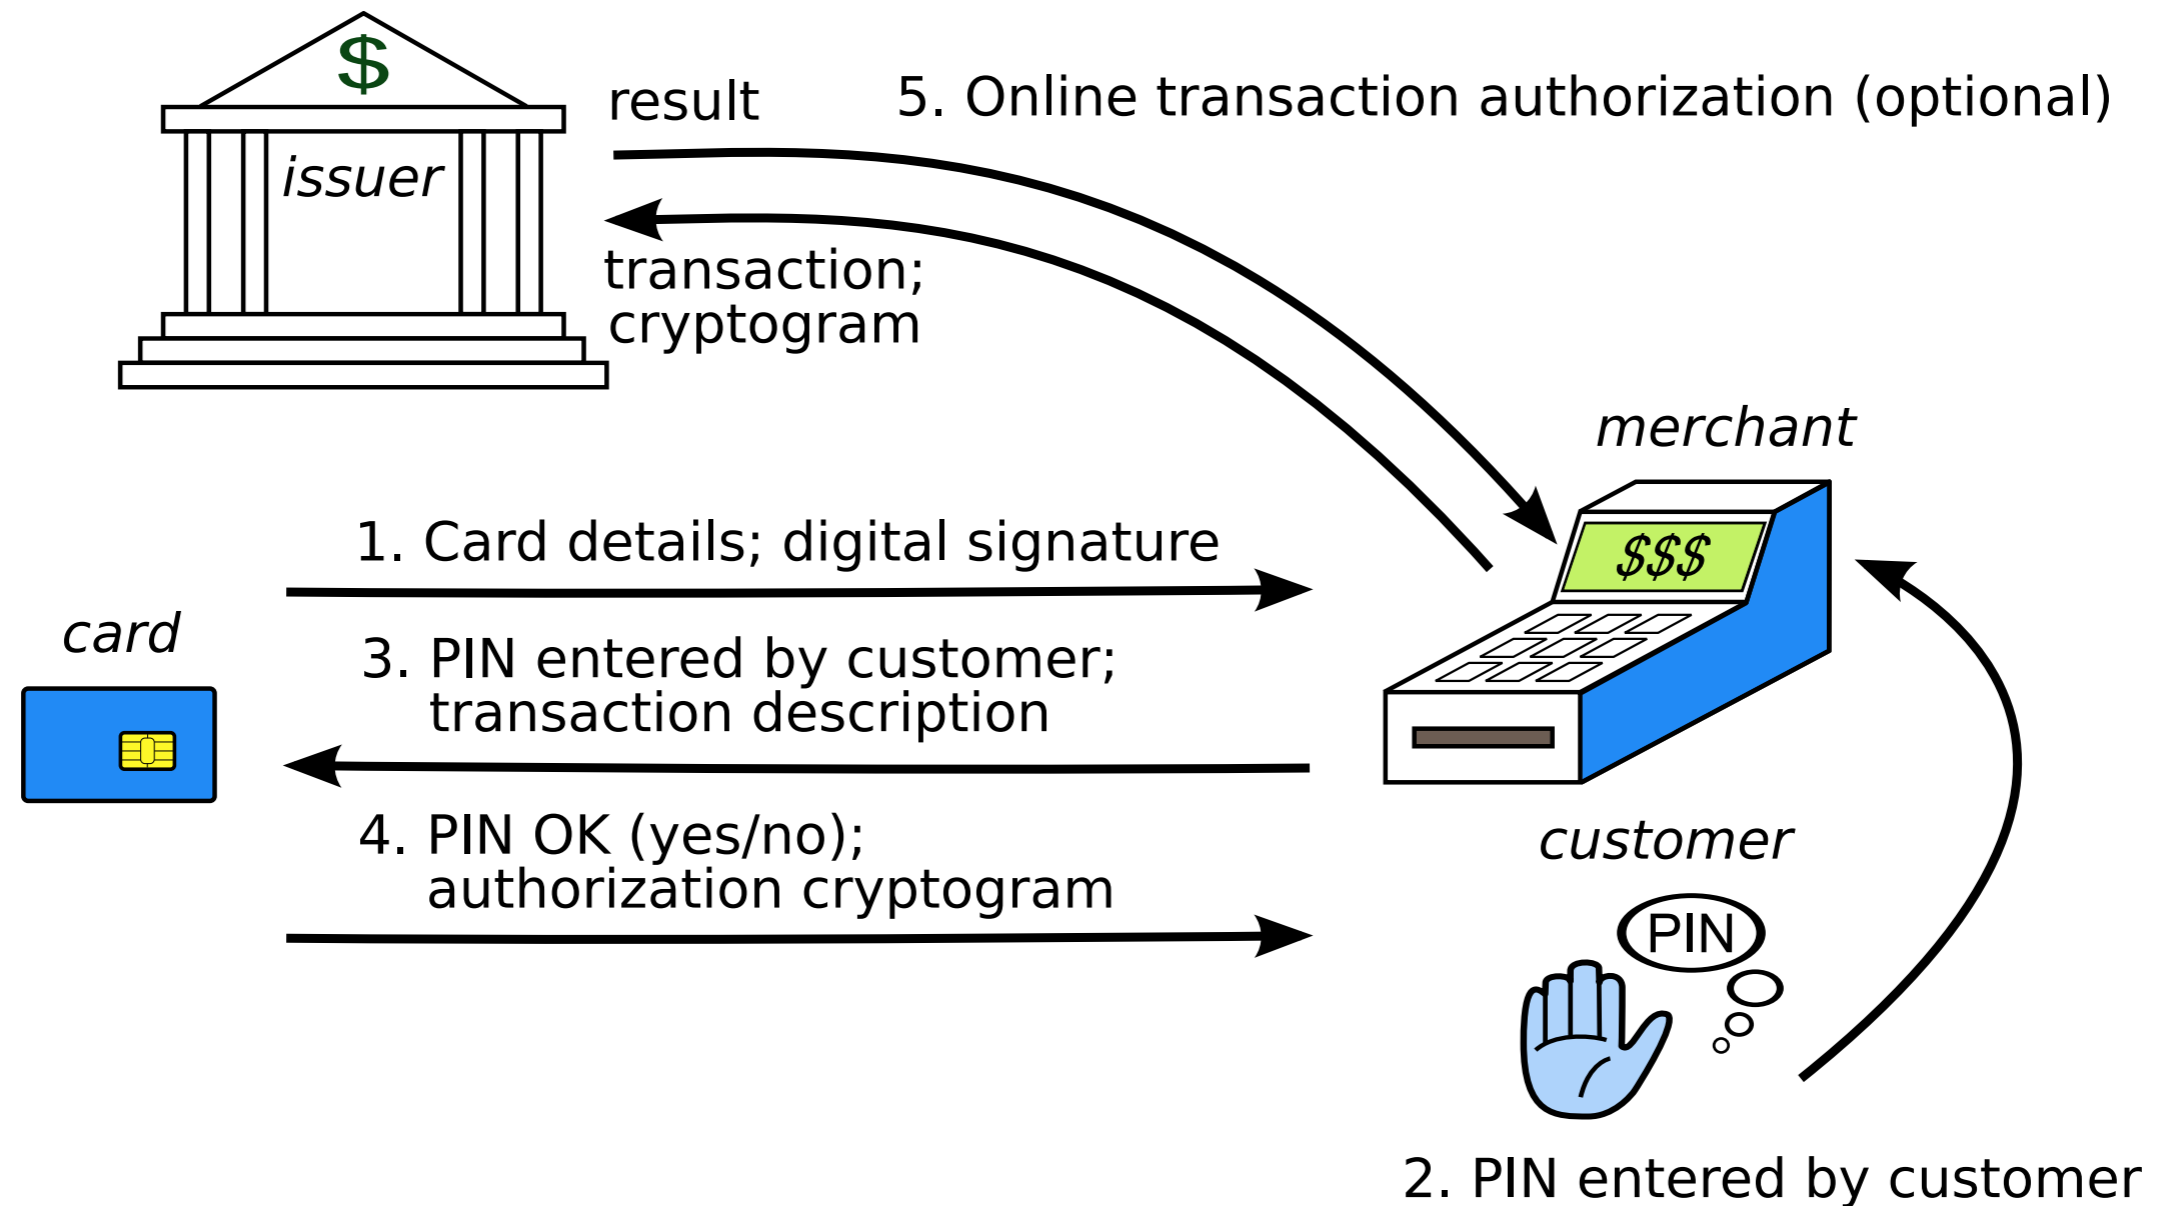 $
issuer
result
5. Online transaction authorization (optional)
transaction;
cryptogram
merchant
$$$
1. Card details; digital signature
card
3. PIN entered by customer;
transaction description
4. PIN OK (yes/no);
authorization cryptogram
customer
PIN
2. PIN entered by customer